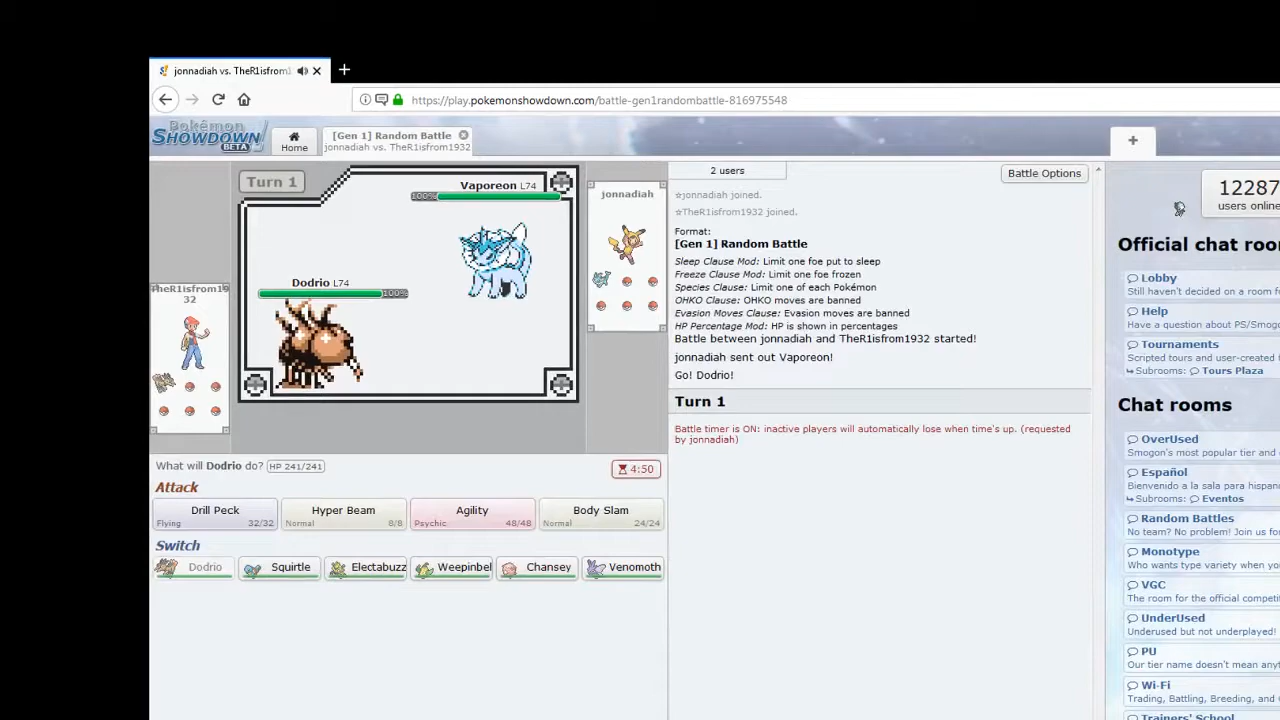 jonnadiah vs. TheR1isfrom1
https://play.pokemonshowdown.com/battle-gen1randombattle-816975548
Pokémon
SHOWDOWN
BETA
Home
[Gen 1] Random Battle
jonnadiah vs. TheR1isfrom1932
Turn 1
Vaporeon L74
100%
Dodrio L74
100%
TheR1isfrom19
32
jonnadiah
What will Dodrio do? HP 241/241
4:50
Attack
Drill Peck
Flying 32/32
Hyper Beam
Normal 8/8
Agility
Psychic 48/48
Body Slam
Normal 24/24
Switch
Dodrio
Squirtle
Electabuzz
Weepinbel
Chansey
Venomoth
2 users
Battle Options
☆jonnadiah joined.
☆TheR1isfrom1932 joined.
Format:
[Gen 1] Random Battle
Sleep Clause Mod: Limit one foe put to sleep
Freeze Clause Mod: Limit one foe frozen
Species Clause: Limit one of each Pokémon
OHKO Clause: OHKO moves are banned
Evasion Moves Clause: Evasion moves are banned
HP Percentage Mod: HP is shown in percentages
Battle between jonnadiah and TheR1isfrom1932 started!
jonnadiah sent out Vaporeon!
Go! Dodrio!
Turn 1
Battle timer is ON: inactive players will automatically lose when time's up. (requested
by jonnadiah)
12287
users online
Official chat roo
Lobby
Still haven't decided on a room f
Help
Have a question about PS/Smog
Tournaments
Scripted tours and user-created t
Subrooms: Tours Plaza
Chat rooms
OverUsed
Smogon's most popular tier and
Español
Bienvenido a la sala para hispan
Subrooms: Eventos
Random Battles
No team? No problem! Join us fo
Monotype
Who wants type variety when yo
VGC
The room for the official competi
UnderUsed
Underused but not underplayed!
PU
Our tier name doesn't mean anyt
Wi-Fi
Trading, Battling, Breeding, and
Trainers' School